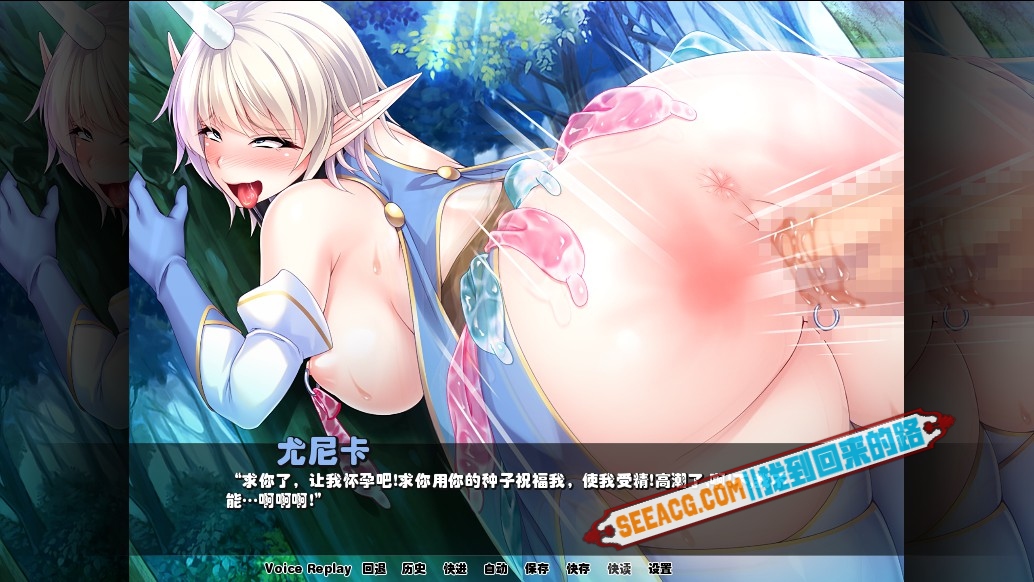 尤尼卡
“求你了，让我怀孕吧!求你用你的种子祝福我，使我受精!高潮了
能…啊啊啊!”
SEEACG.COM||找到回来的路
Voice Replay 回退 历史 快进 自动 保存 快存 快读 设置